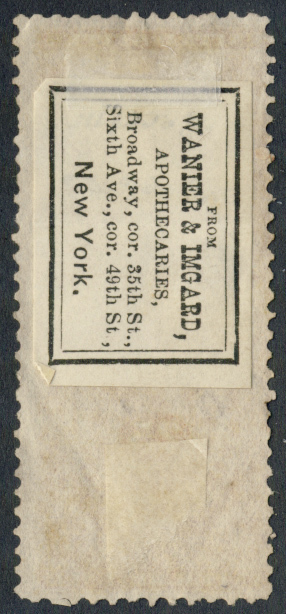 FROM
WANIER & IMGARD,
APOTHECARIES,
Broadway, cor. 35th St.,
Sixth Ave., cor. 49th St.,
New York.